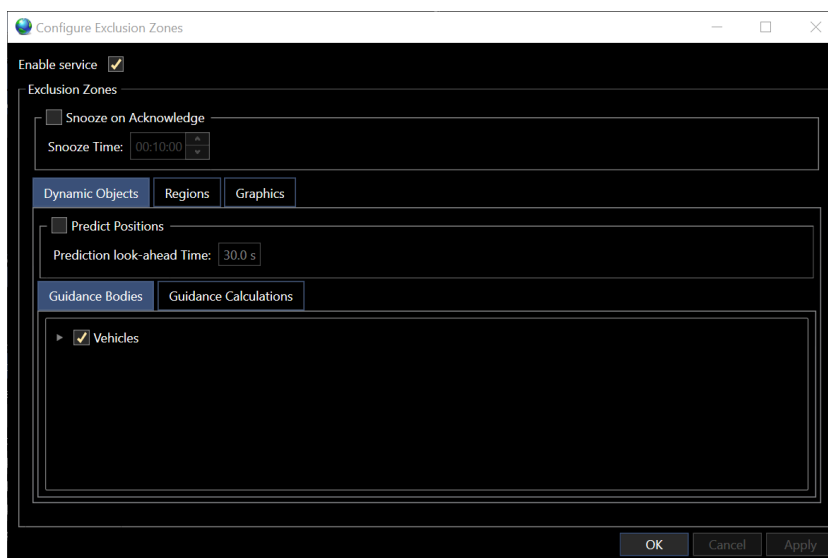 Configure Exclusion Zones
Enable service
Exclusion Zones
Snooze on Acknowledge
Snooze Time: 00:10:00
Dynamic Objects Regions Graphics
Predict Positions
Prediction look-ahead Time: 30.0 s
Guidance Bodies Guidance Calculations
Vehicles
OK Cancel Apply